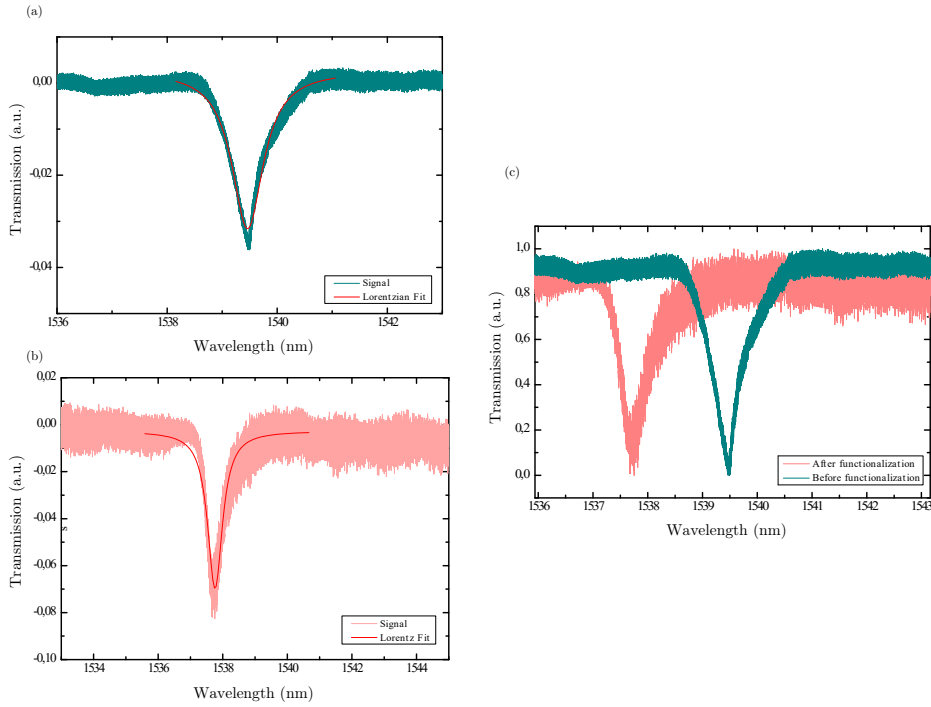 (a)
0,00
-0,02
-0,04
Transmission (a.u.)
Signal
Lorentzian Fit
1536
1538
1540
1542
Wavelength (nm)
(b)
0,02
0,00
-0,02
-0,04
s
-0,06
-0,08
-0,10
Transmission (a.u.)
Signal
Lorentz Fit
1534
1536
1538
1540
1542
1544
Wavelength (nm)
(c)
1,0
0,8
0,6
0,4
0,2
0,0
Transmission (a.u.)
After functionalization
Before functionalization
1536
1537
1538
1539
1540
1541
1542
1543
Wavelength (nm)